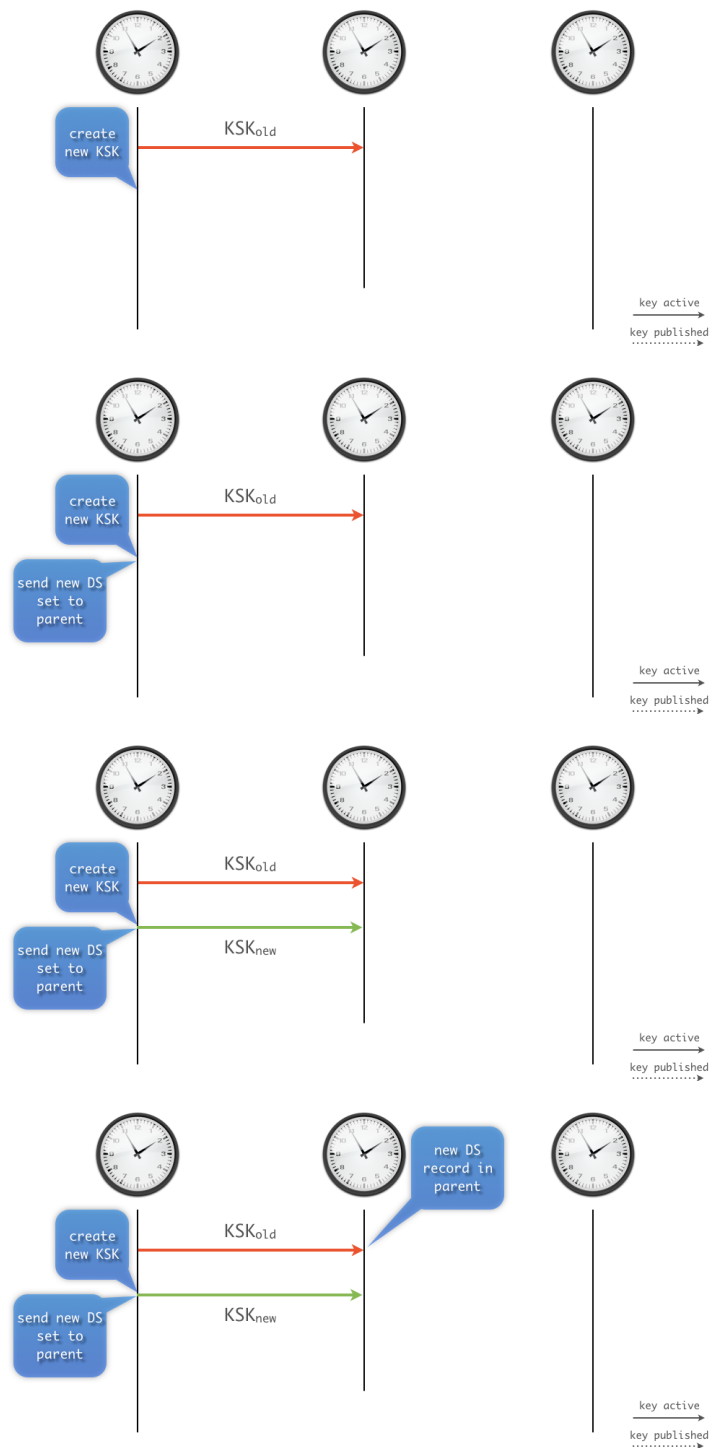 create
new KSK
KSKold
key active
key published
create
new KSK
KSKold
send new DS
set to
parent
key active
key published
create
new KSK
KSKold
send new DS
set to
parent
KSKnew
key active
key published
new DS
record in
parent
create
new KSK
KSKold
send new DS
set to
parent
KSKnew
key active
key published